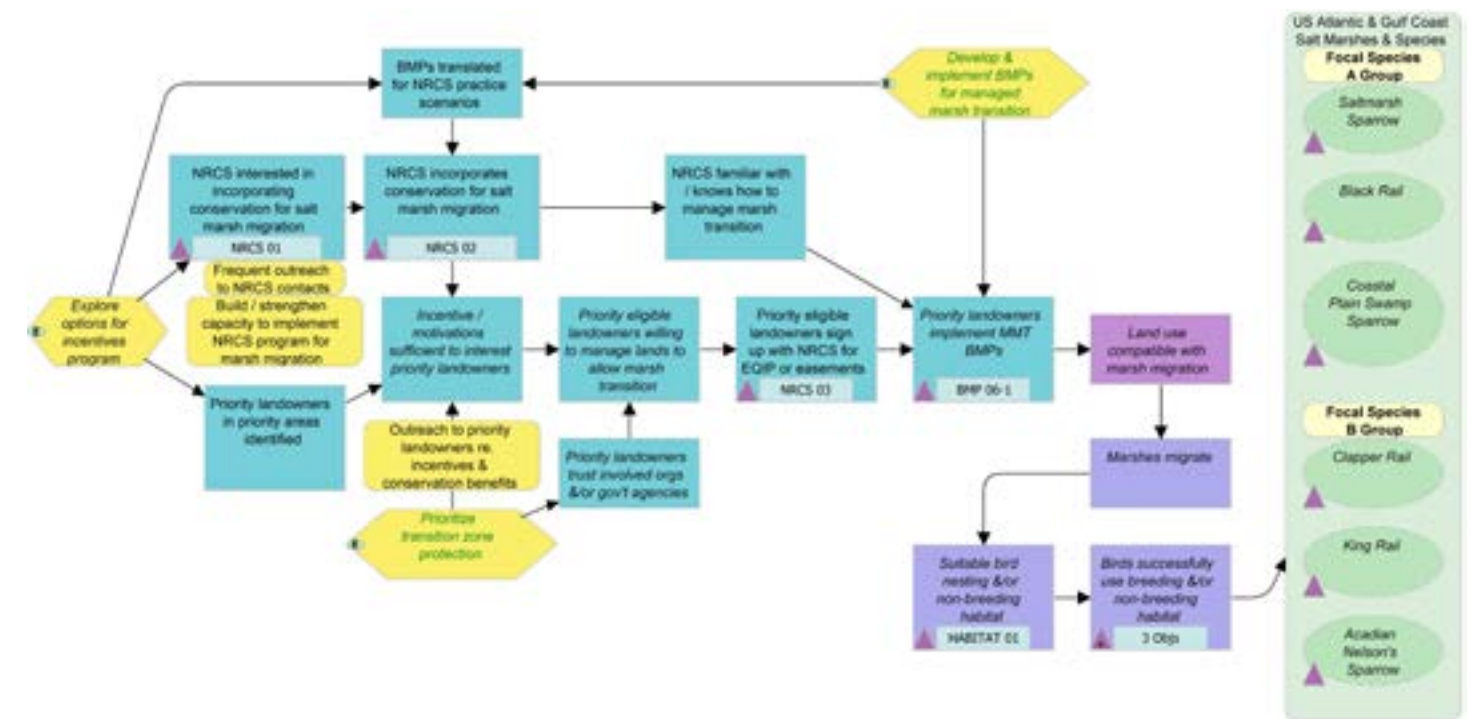 US Atlantic & Gulf Coast
Salt Marshes & Species
Focal Species
A Group
Saltmarsh
Sparrow
Black Rail
Coastal
Plain Swamp
Sparrow
Focal Species
B Group
Clapper Rail
King Rail
Acadian
Nelson's
Sparrow
BMPs translated
for NRCS practice
scenarios
Develop &
implement BMPs
for managed
marsh transition
NRCS interested in
incorporating
conservation for salt
marsh migration
NRCS 01
NRCS incorporates
conservation for salt
marsh migration
NRCS 02
NRCS familiar with
/ knows how to
manage marsh
transition
Frequent outreach
to NRCS contacts
Build / strengthen
capacity to implement
NRCS program for
marsh migration
Explore
options for
incentives
program
Incentive /
motivations
sufficient to interest
priority landowners
Priority eligible
landowners willing
to manage lands to
allow marsh
transition
Priority eligible
landowners sign
up with NRCS for
EQIP or easements
NRCS 03
Priority landowners
implement MMT
BMPs
BMP 06-1
Land use
compatible with
marsh migration
Priority landowners
in priority areas
identified
Outreach to priority
landowners re.
incentives &
conservation benefits
Priority landowners
trust involved orgs
&/or gov't agencies
Marshes migrate
Prioritize
transition zone
protection
Suitable bird
nesting &/or
non-breeding
habitat
HABITAT 01
Birds successfully
use breeding &/or
non-breeding
habitat
3 Objs